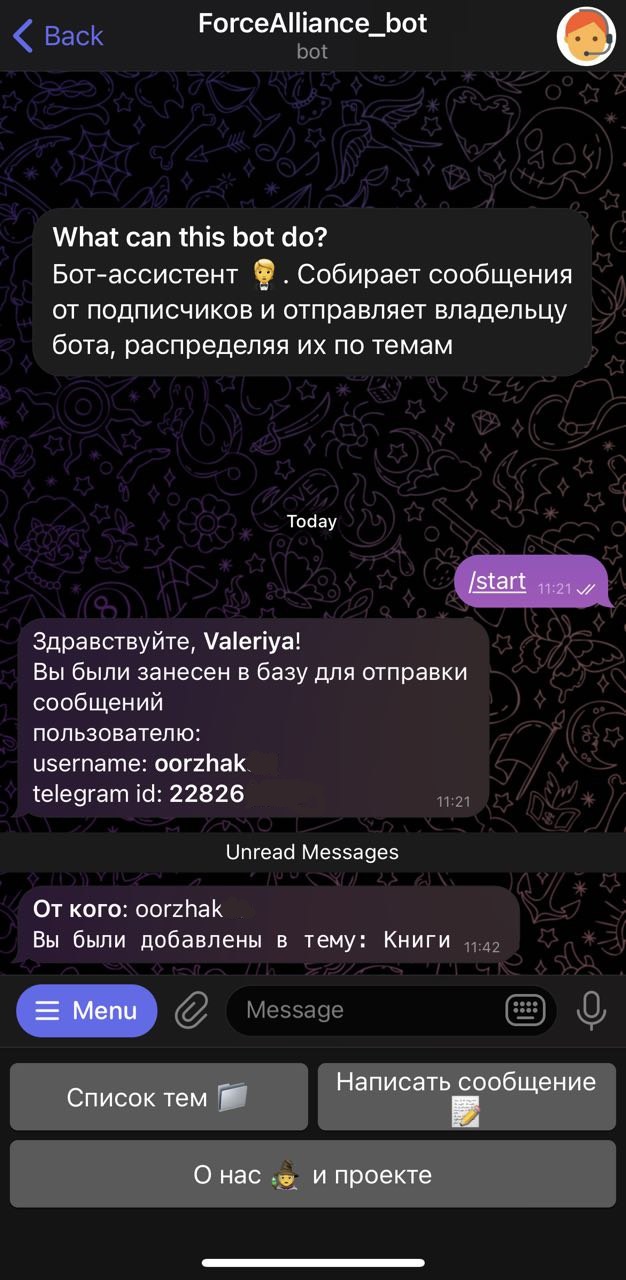 Back
ForceAlliance_bot
bot
What can this bot do?
Бот-ассистент 🤵. Собирает сообщения
от подписчиков и отправляет владельцу
бота, распределяя их по темам
Today
/start 11:21
Здравствуйте, Valeriya!
Вы были занесен в базу для отправки
сообщений
пользователю:
username: oorzhak
telegram id: 22826
11:21
Unread Messages
От кого: oorzhak
Вы были добавлены в тему: Книги 11:42
Menu
Message
Список тем 📁
Написать сообщение
📝
О нас 🧙 и проекте